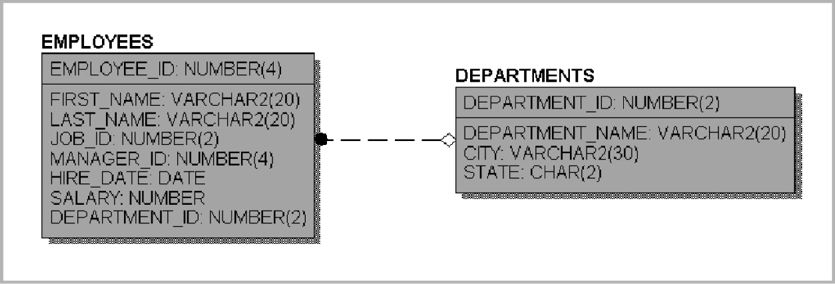 EMPLOYEES
EMPLOYEE_ID: NUMBER(4)
FIRST_NAME: VARCHAR2(20)
LAST_NAME: VARCHAR2(20)
JOB_ID: NUMBER(2)
MANAGER_ID: NUMBER(4)
HIRE_DATE: DATE
SALARY: NUMBER
DEPARTMENT_ID: NUMBER(2)
DEPARTMENTS
DEPARTMENT_ID: NUMBER(2)
DEPARTMENT_NAME: VARCHAR2(20)
CITY: VARCHAR2(30)
STATE: CHAR(2)